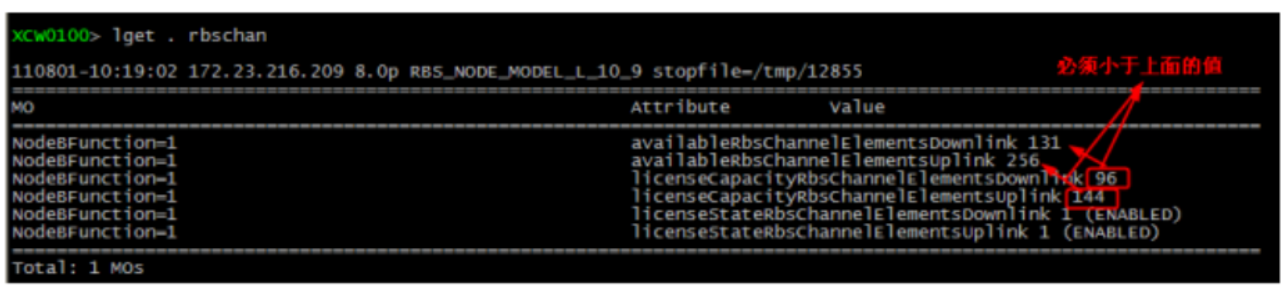 XCW0100> lget . rbschan
110801-10:19:02 172.23.216.209 8.0p RBS_NODE_MODEL_L_10_9 stopfile=/tmp/12855
必须小于上面的值
MO Attribute Value
NodeBFunction=1 availableRbsChannelElementsDownlink 131
NodeBFunction=1 availableRbsChannelElementsUplink 256
NodeBFunction=1 licenseCapacityRbsChannelElementsDownlink 96
NodeBFunction=1 licenseCapacityRbsChannelElementsUplink 144
NodeBFunction=1 licenseStateRbsChannelElementsDownlink 1 (ENABLED)
NodeBFunction=1 licenseStateRbsChannelElementsUplink 1 (ENABLED)
Total: 1 MOs